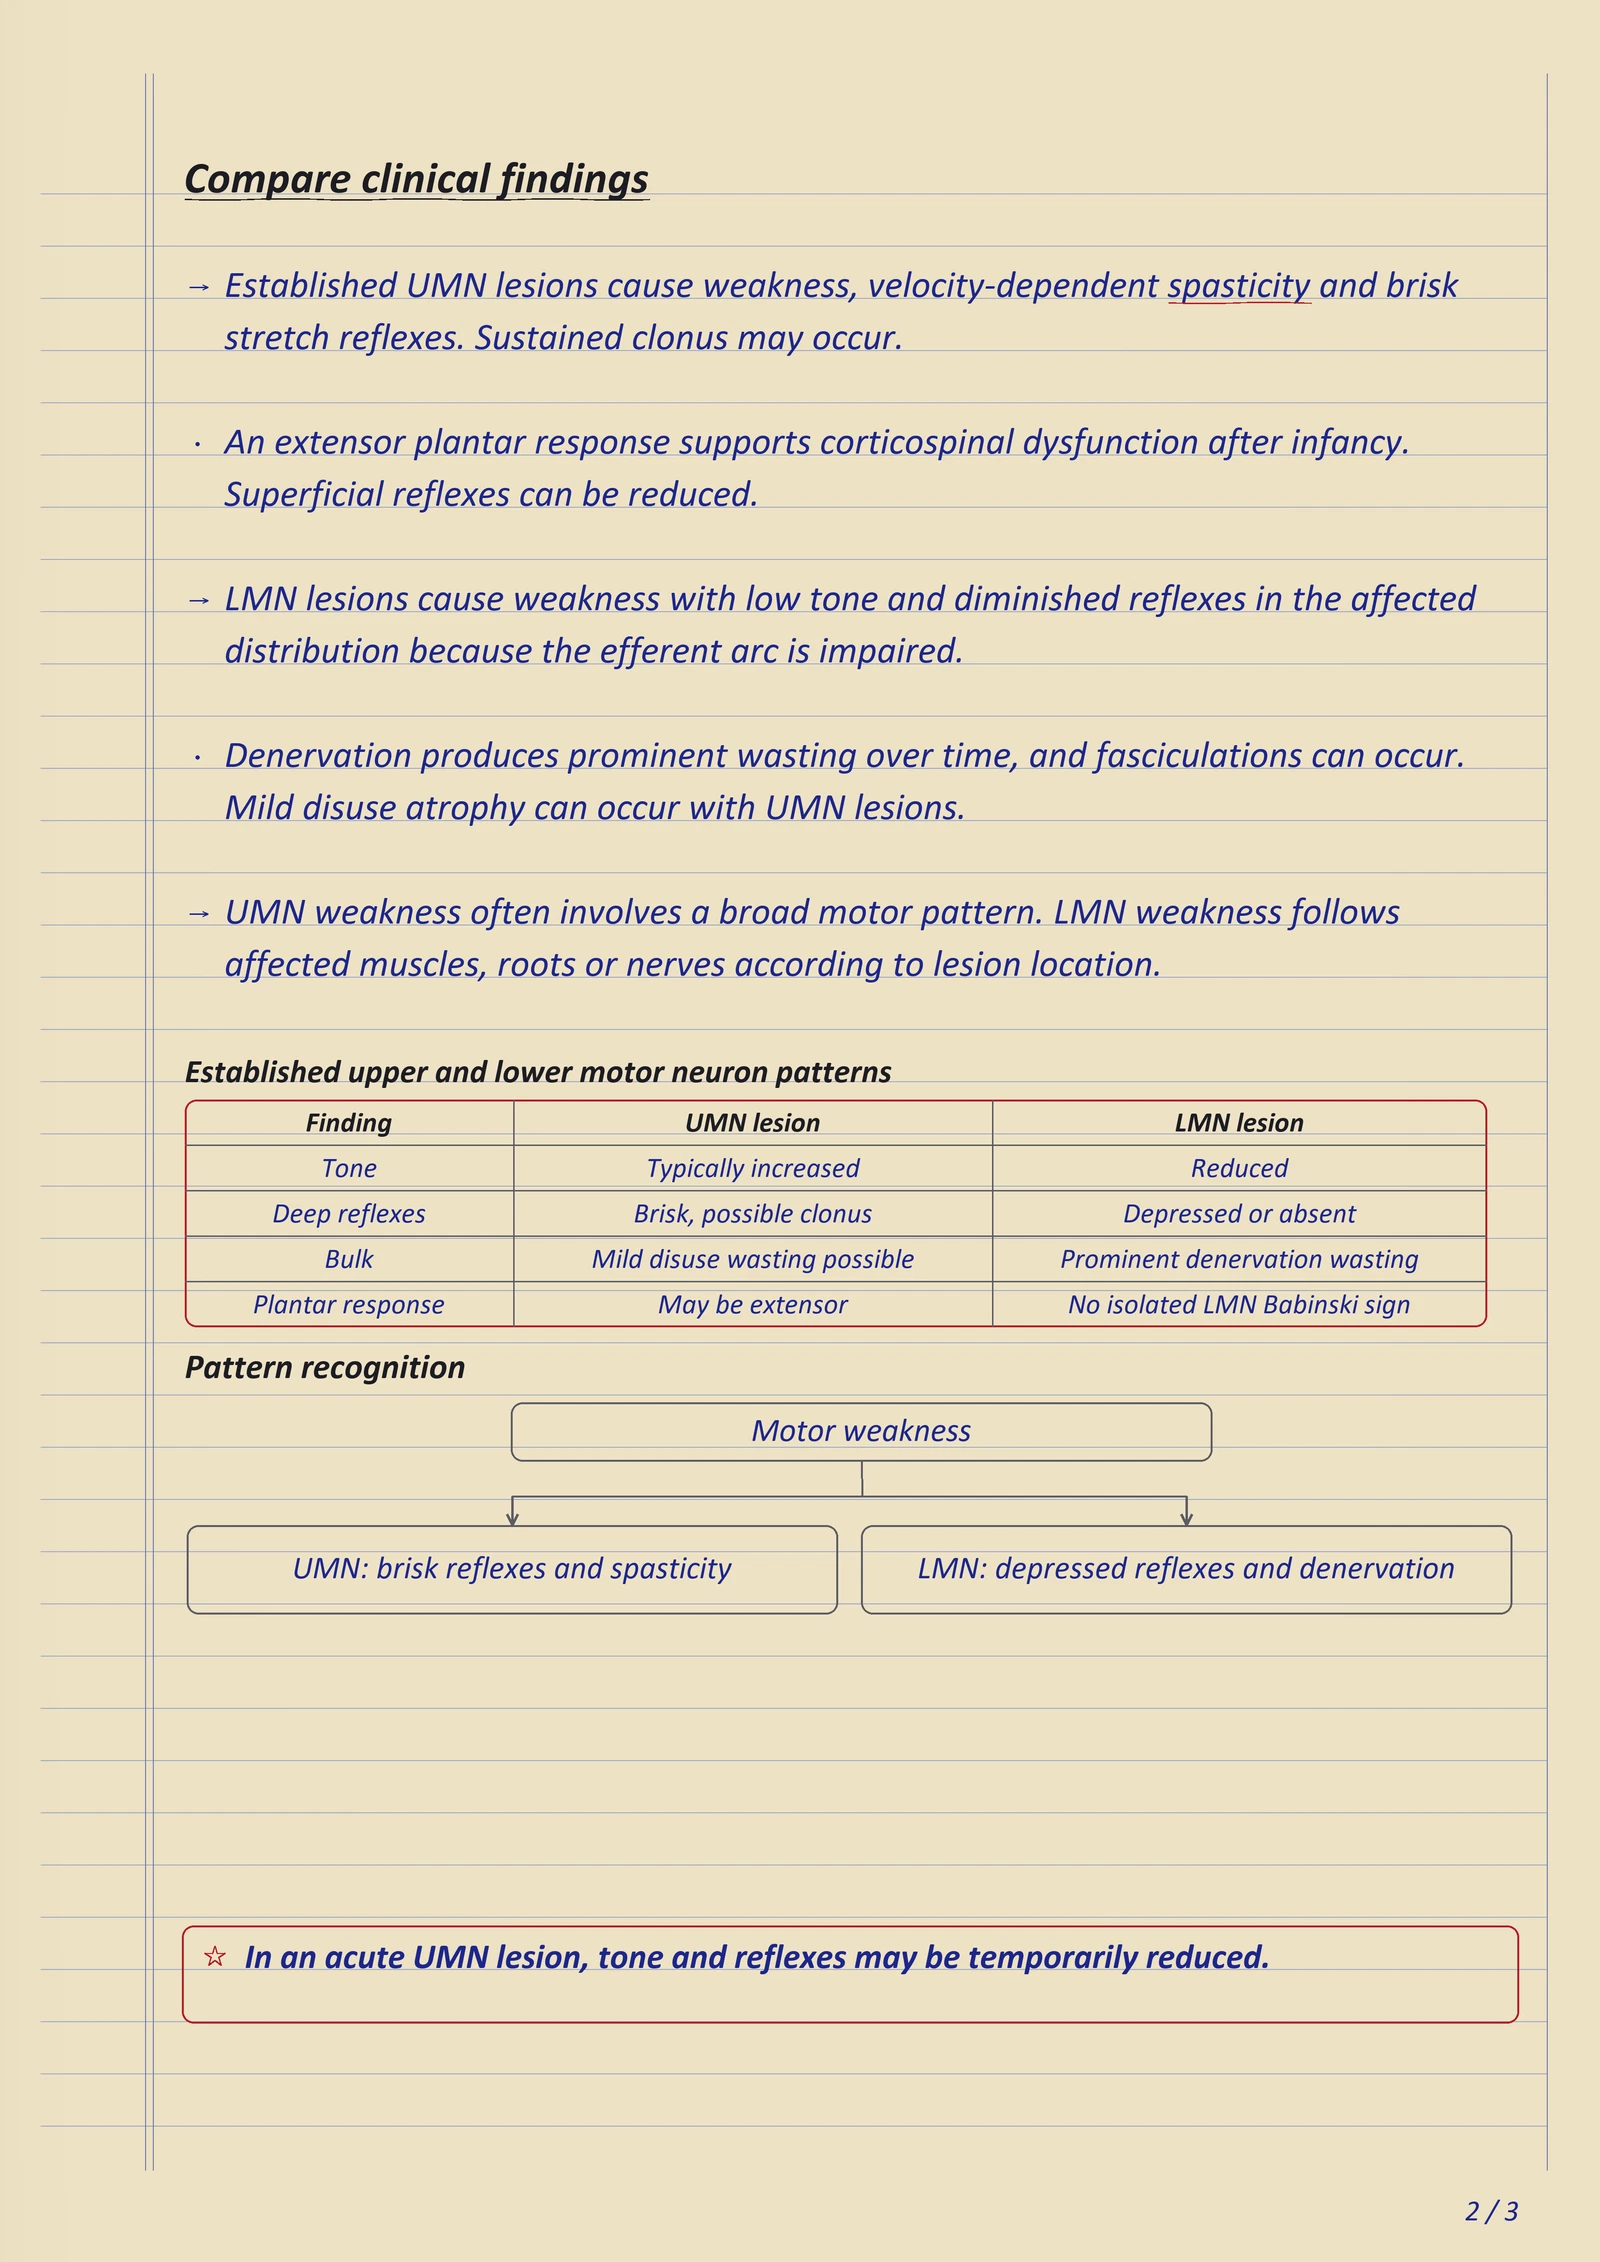 Compare clinical findings
→ Established UMN lesions cause weakness, velocity-dependent spasticity and brisk
stretch reflexes. Sustained clonus may occur.
· An extensor plantar response supports corticospinal dysfunction after infancy.
Superficial reflexes can be reduced.
→ LMN lesions cause weakness with low tone and diminished reflexes in the affected
distribution because the efferent arc is impaired.
· Denervation produces prominent wasting over time, and fasciculations can occur.
Mild disuse atrophy can occur with UMN lesions.
→ UMN weakness often involves a broad motor pattern. LMN weakness follows
affected muscles, roots or nerves according to lesion location.
Established upper and lower motor neuron patterns
Finding UMN lesion LMN lesion
Tone Typically increased Reduced
Deep reflexes Brisk, possible clonus Depressed or absent
Bulk Mild disuse wasting possible Prominent denervation wasting
Plantar response May be extensor No isolated LMN Babinski sign
Pattern recognition
Motor weakness
UMN: brisk reflexes and spasticity LMN: depressed reflexes and denervation
☆ In an acute UMN lesion, tone and reflexes may be temporarily reduced.
2 / 3